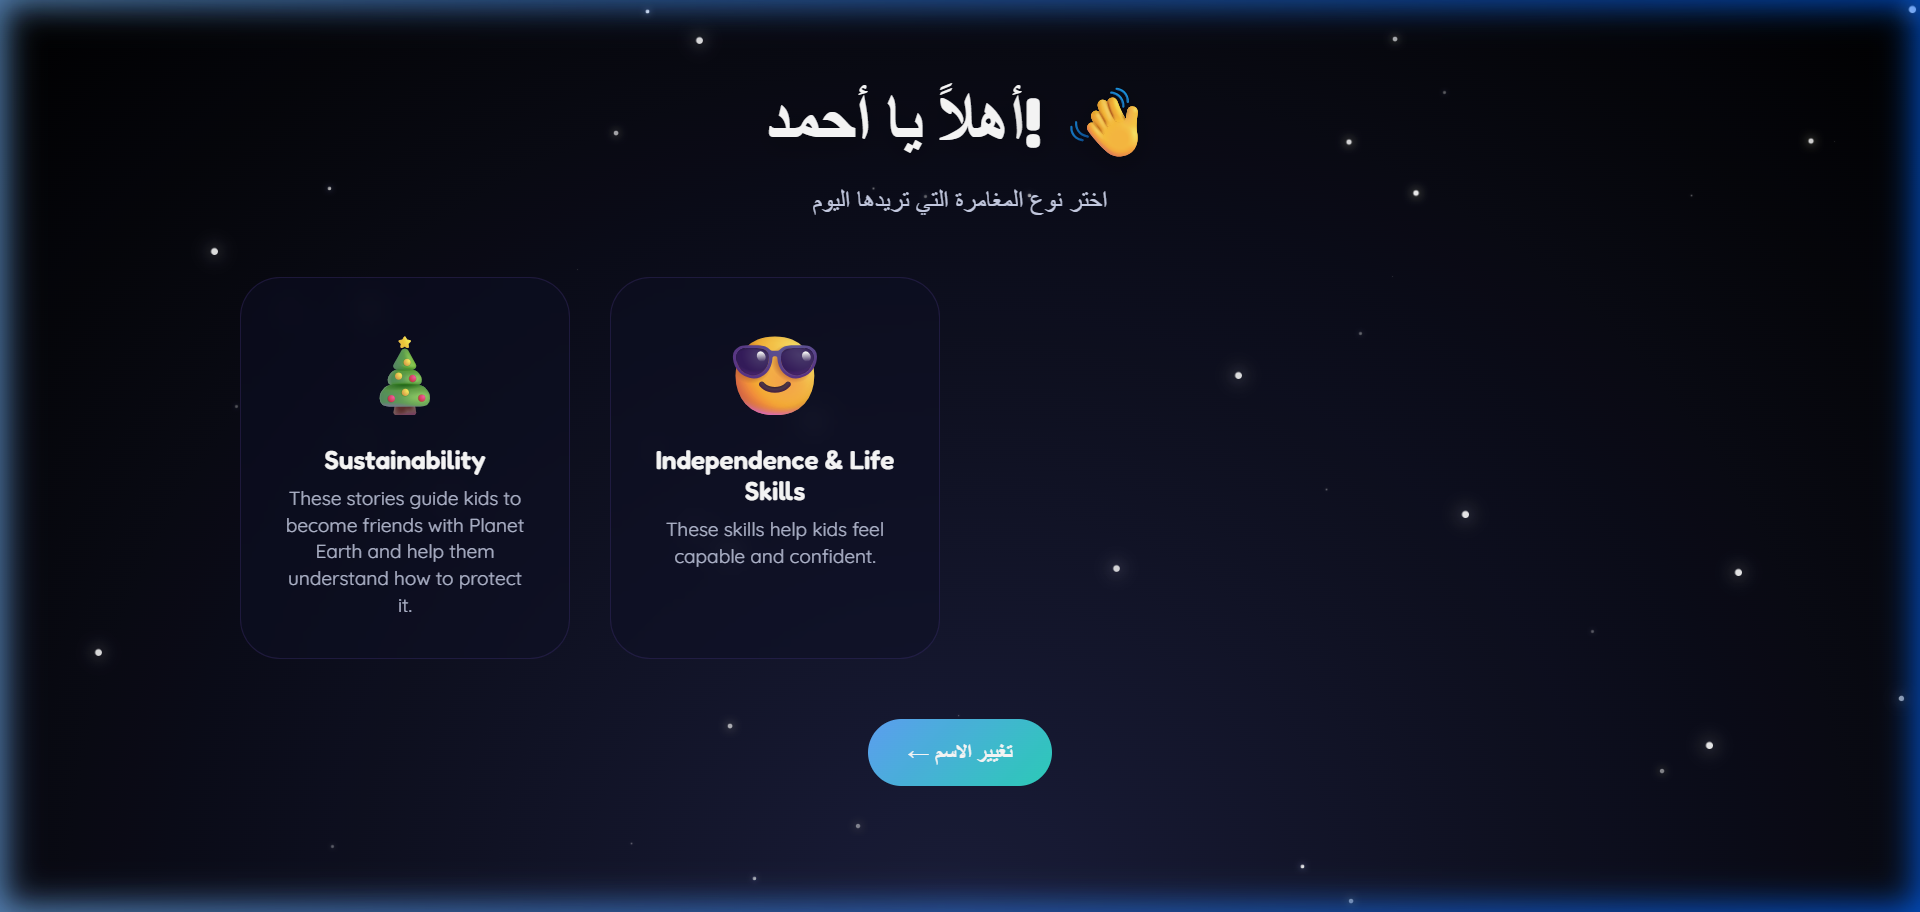 أهلاً يا أحمد! 👋
اختر نوع المغامرة التي تريدها اليوم
Sustainability
These stories guide kids to
become friends with Planet
Earth and help them
understand how to protect
it.
Independence & Life
Skills
These skills help kids feel
capable and confident.
تغيير الاسم ←